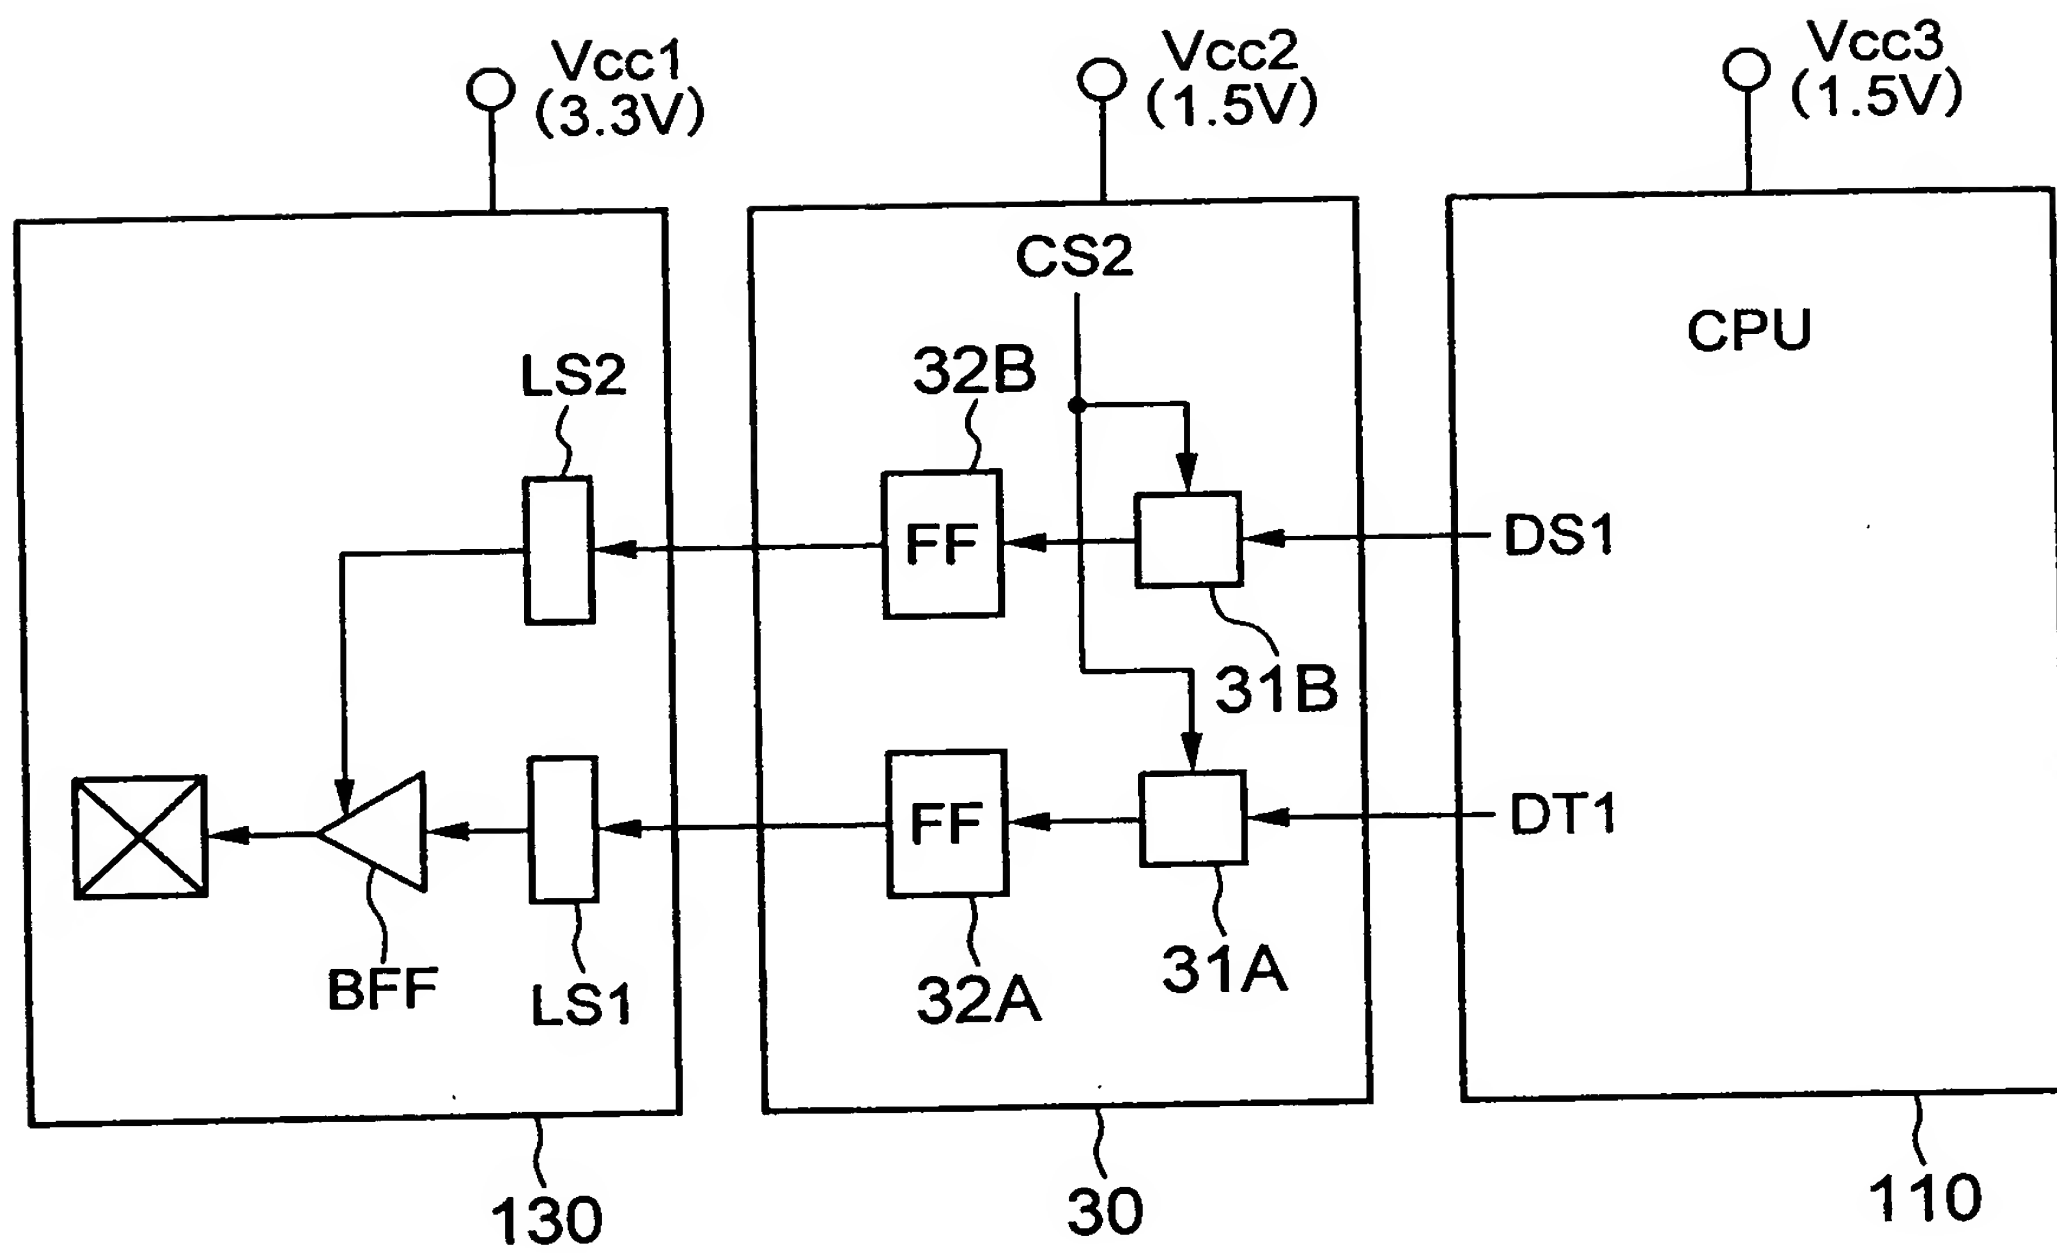 Vcc1
(3.3V)
Vcc2
(1.5V)
Vcc3
(1.5V)
CS2
CPU
LS2
32B
FF
DS1
31B
FF
DT1
BFF
LS1
32A
31A
130
30
110